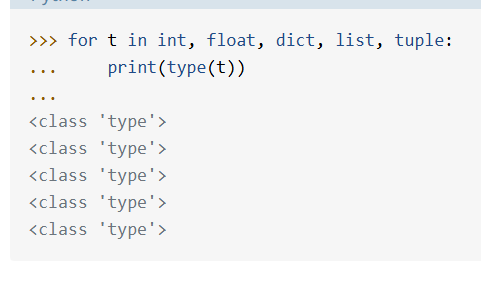 >>> for t in int, float, dict, list, tuple:
...     print(type(t))
...
<class 'type'>
<class 'type'>
<class 'type'>
<class 'type'>
<class 'type'>